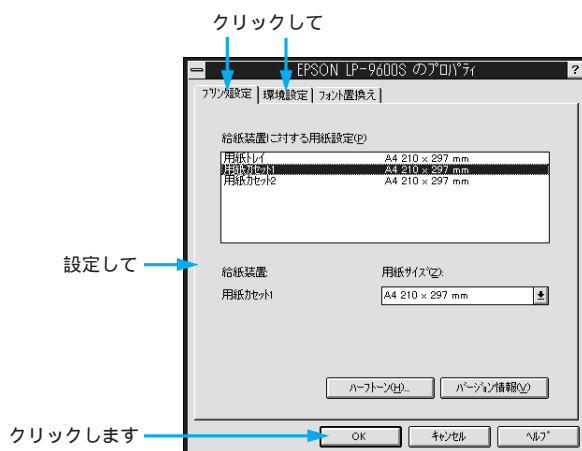 クリックして
EPSON LP-9600S のプロパティ
?
プリンタ設定 環境設定 フォント置換え
給紙装置に対する用紙設定(P)
用紙トレイ A4 210 x 297 mm
用紙カセット1 A4 210 x 297 mm
用紙カセット2 A4 210 x 297 mm
設定して
給紙装置: 用紙サイズ(Z):
用紙カセット1 A4 210 x 297 mm
ハーフトーン(H)... バージョン情報(V)
クリックします
OK キャンセル ヘルプ